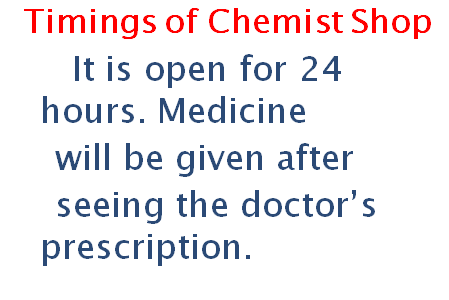 Timings of Chemist Shop
It is open for 24
hours. Medicine
will be given after
seeing the doctor’s
prescription.